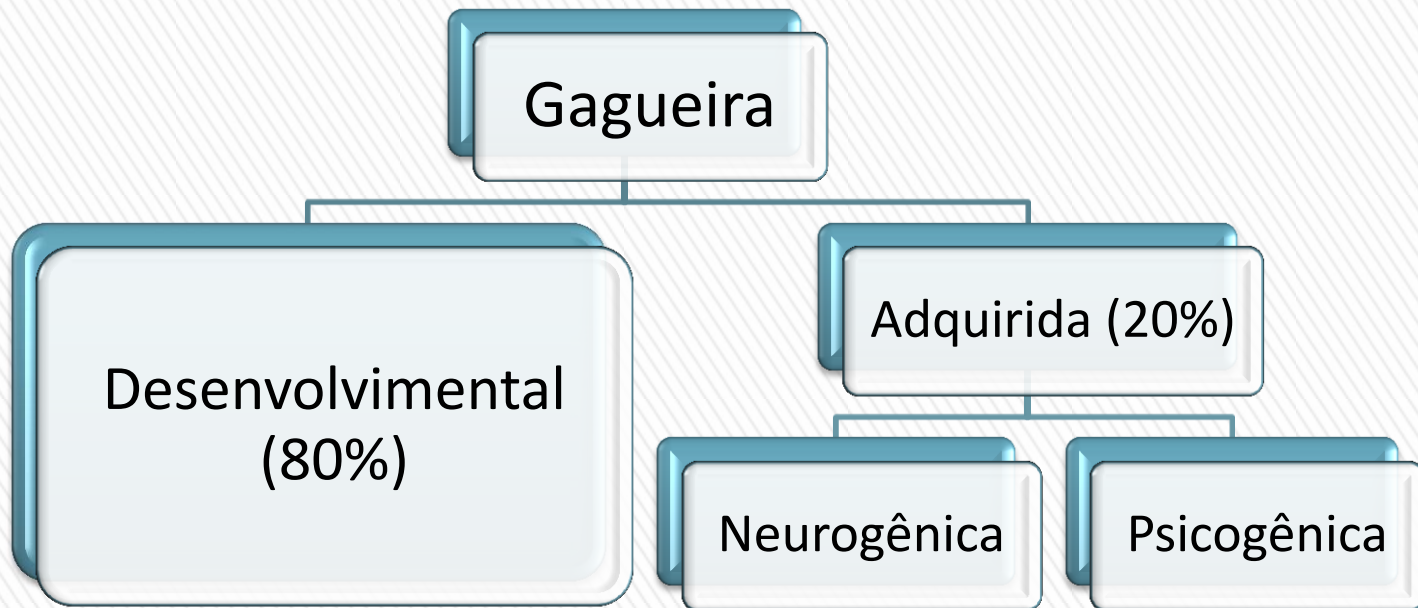 Gagueira
Desenvolvimental
(80%)
Adquirida (20%)
Neurogênica
Psicogênica